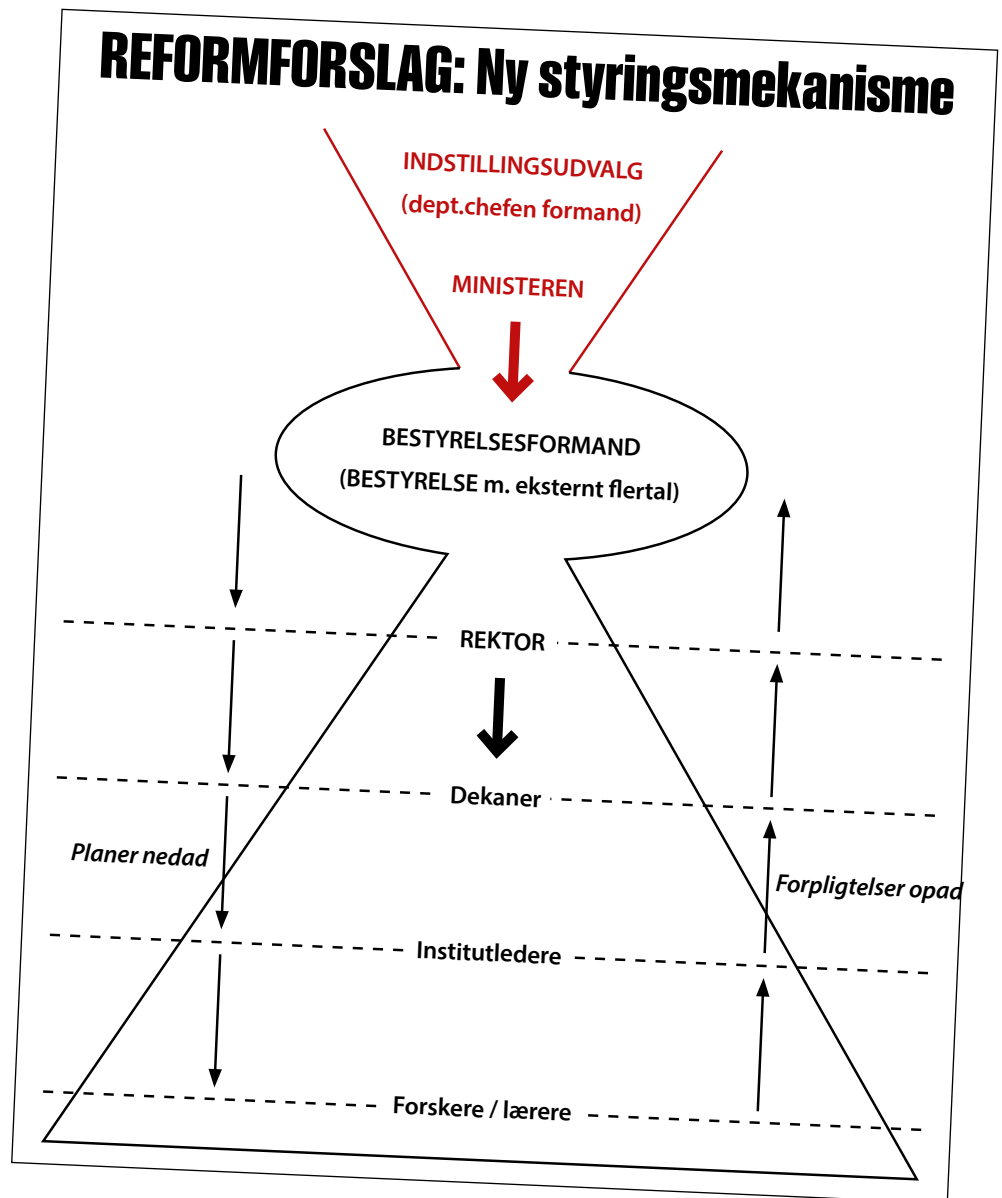 REFORMFORSLAG: Ny styringsmekanisme
INDSTILLINGSUDVALG
(dept.chefen formand)
MINISTEREN
BESTYRELSESFORMAND
(BESTYRELSE m. eksternt flertal)
REKTOR
Dekaner
Planer nedad
Forpligtelser opad
Institutledere
Forskere / lærere